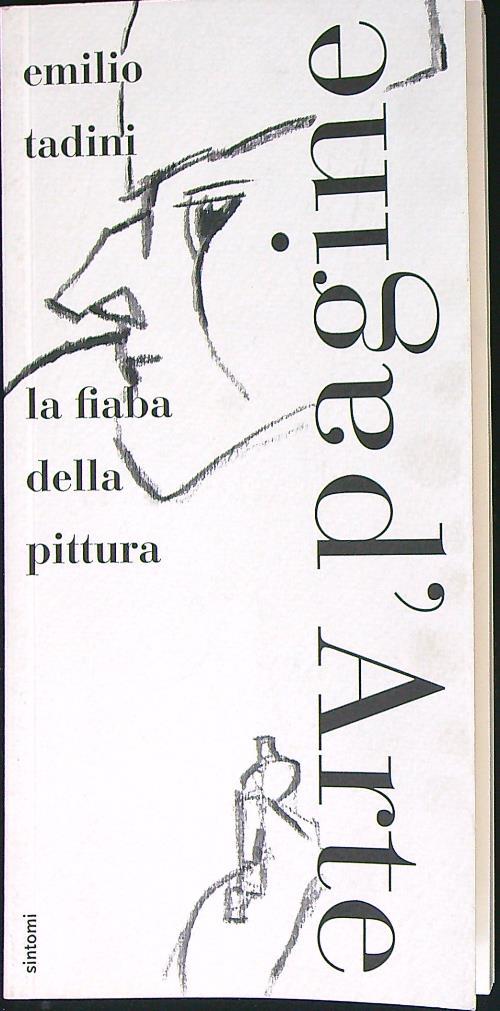 emilio
tadini
la fiaba
della
pittura
pagine d'Arte
sintomi